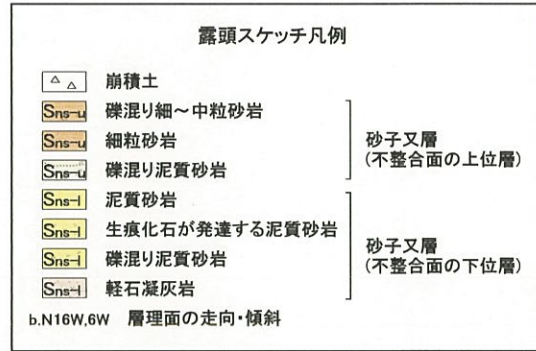 露頭スケッチ凡例
崩積土
Sns-u 礫混り細～中粒砂岩
Sns-u 細粒砂岩
Sns-u 礫混り泥質砂岩
砂子又層
(不整合面の上位層)
Sns-l 泥質砂岩
Sns-l 生痕化石が発達する泥質砂岩
Sns-l 礫混り泥質砂岩
Sns-l 軽石凝灰岩
砂子又層
(不整合面の下位層)
b.N16W,6W 層理面の走向・傾斜